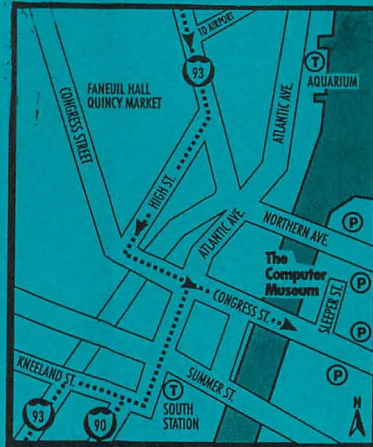 TO AIRPORT
93
T
AQUARIUM
FANEUIL HALL
QUINCY MARKET
CONGRESS STREET
ATLANTIC AVE.
HIGH ST.
ATLANTIC AVE.
NORTHERN AVE.
P
The
Computer
Museum
P
SLEEPER ST.
CONGRESS ST.
P
P
KNEELAND ST.
SUMMER ST.
T
SOUTH
STATION
93
90
N